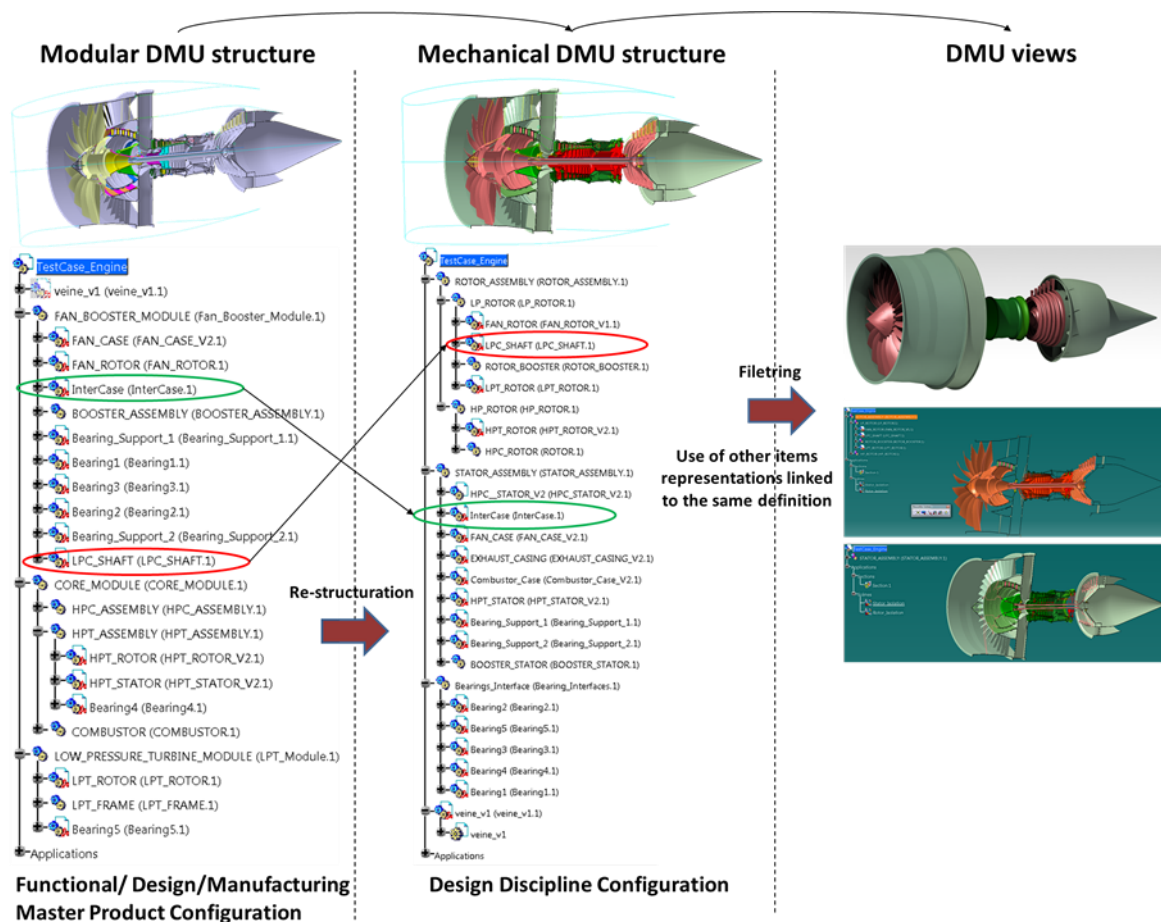 Modular DMU structure
Mechanical DMU structure
DMU views
TestCase_Engine
veine_v1 (veine_v1.1)
FAN_BOOSTER_MODULE (Fan_Booster_Module.1)
FAN_CASE (FAN_CASE_V2.1)
FAN_ROTOR (FAN_ROTOR.1)
InterCase (InterCase.1)
BOOSTER_ASSEMBLY (BOOSTER_ASSEMBLY.1)
Bearing_Support_1 (Bearing_Support_1.1)
Bearing1 (Bearing1.1)
Bearing3 (Bearing3.1)
Bearing2 (Bearing2.1)
Bearing_Support_2 (Bearing_Support_2.1)
LPC_SHAFT (LPC_SHAFT.1)
CORE_MODULE (CORE_MODULE.1)
HPC_ASSEMBLY (HPC_ASSEMBLY.1)
HPT_ASSEMBLY (HPT_ASSEMBLY.1)
HPT_ROTOR (HPT_ROTOR_V2.1)
HPT_STATOR (HPT_STATOR_V2.1)
Bearing4 (Bearing4.1)
COMBUSTOR (COMBUSTOR.1)
LOW_PRESSURE_TURBINE_MODULE (LPT_Module.1)
LPT_ROTOR (LPT_ROTOR.1)
LPT_FRAME (LPT_FRAME.1)
Bearing5 (Bearing5.1)
Applications
Functional/ Design/Manufacturing
Master Product Configuration
Re-structuration
TestCase_Engine
ROTOR_ASSEMBLY (ROTOR_ASSEMBLY.1)
LP_ROTOR (LP_ROTOR.1)
FAN_ROTOR (FAN_ROTOR_V1.1)
LPC_SHAFT (LPC_SHAFT.1)
ROTOR_BOOSTER (ROTOR_BOOSTER.1)
LPT_ROTOR (LPT_ROTOR.1)
HP_ROTOR (HP_ROTOR.1)
HPT_ROTOR (HPT_ROTOR_V2.1)
HPC_ROTOR (ROTOR.1)
STATOR_ASSEMBLY (STATOR_ASSEMBLY.1)
HPC__STATOR_V2 (HPC_STATOR_V2.1)
InterCase (InterCase.1)
FAN_CASE (FAN_CASE_V2.1)
EXHAUST_CASING (EXHAUST_CASING_V2.1)
Combustor_Case (Combustor_Case_V2.1)
HPT_STATOR (HPT_STATOR_V2.1)
Bearing_Support_1 (Bearing_Support_1.1)
Bearing_Support_2 (Bearing_Support_2.1)
BOOSTER_STATOR (BOOSTER_STATOR.1)
Bearings_Interface (Bearing_Interfaces.1)
Bearing2 (Bearing2.1)
Bearing5 (Bearing5.1)
Bearing3 (Bearing3.1)
Bearing4 (Bearing4.1)
Bearing1 (Bearing1.1)
veine_v1 (veine_v1.1)
veine_v1
Applications
Design Discipline Configuration
Filetring
Use of other items
representations linked
to the same definition
TestCase_Engine
STATOR_ASSEMBLY (STATOR_ASSEMBLY.1)
Applications